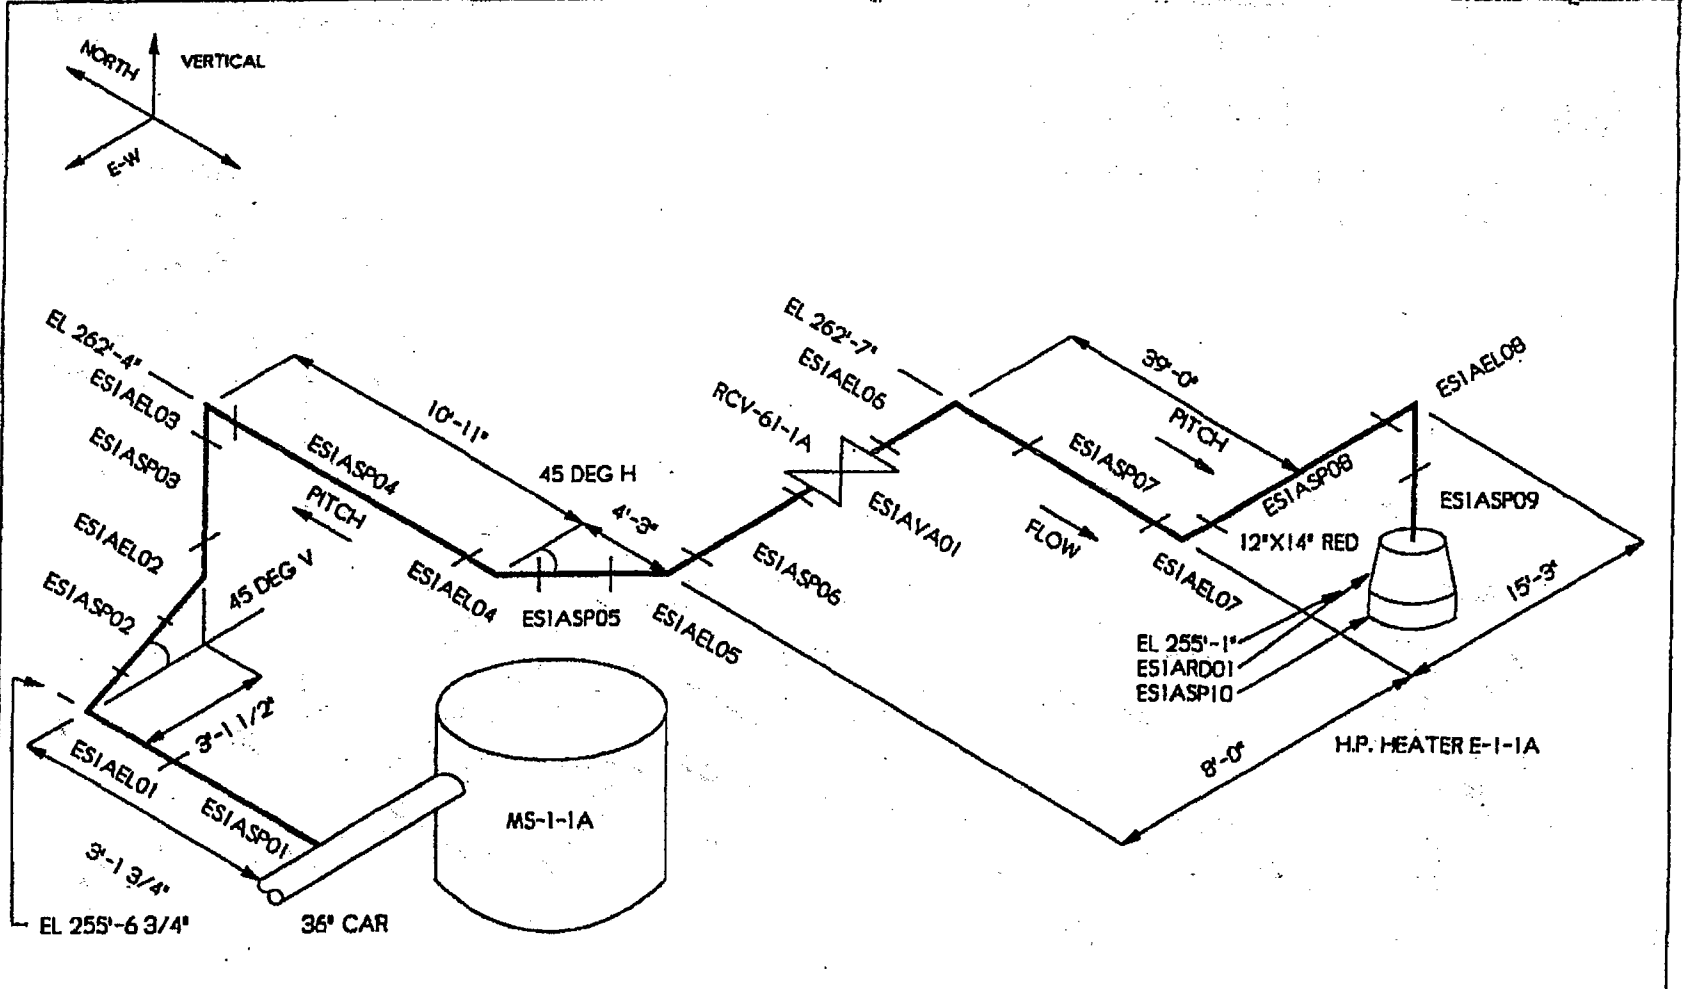 NORTH
VERTICAL
E-W
EL 262'-4"
ES1AEL03
ES1ASP03
ES1AEL02
ES1ASP02
45 DEG V
3'-1 1/2"
ES1AEL01
ES1ASP01
3'-1 3/4"
EL 255'-6 3/4"
36" CAR
MS-1-1A
10'-11"
ES1ASP04
PITCH
ES1AEL04
45 DEG H
4'-3"
ES1ASP05
ES1AEL05
EL 262'-7"
ES1AEL06
RCV-61-1A
ES1AVA01
ES1ASP06
39'-0"
PITCH
ES1ASP07
FLOW
ES1AEL07
ES1ASP08
ES1AEL08
ES1ASP09
12"X14" RED
EL 255'-1"
ES1ARD01
ES1ASP10
15'-3"
8'-0"
H.P. HEATER E-1-1A